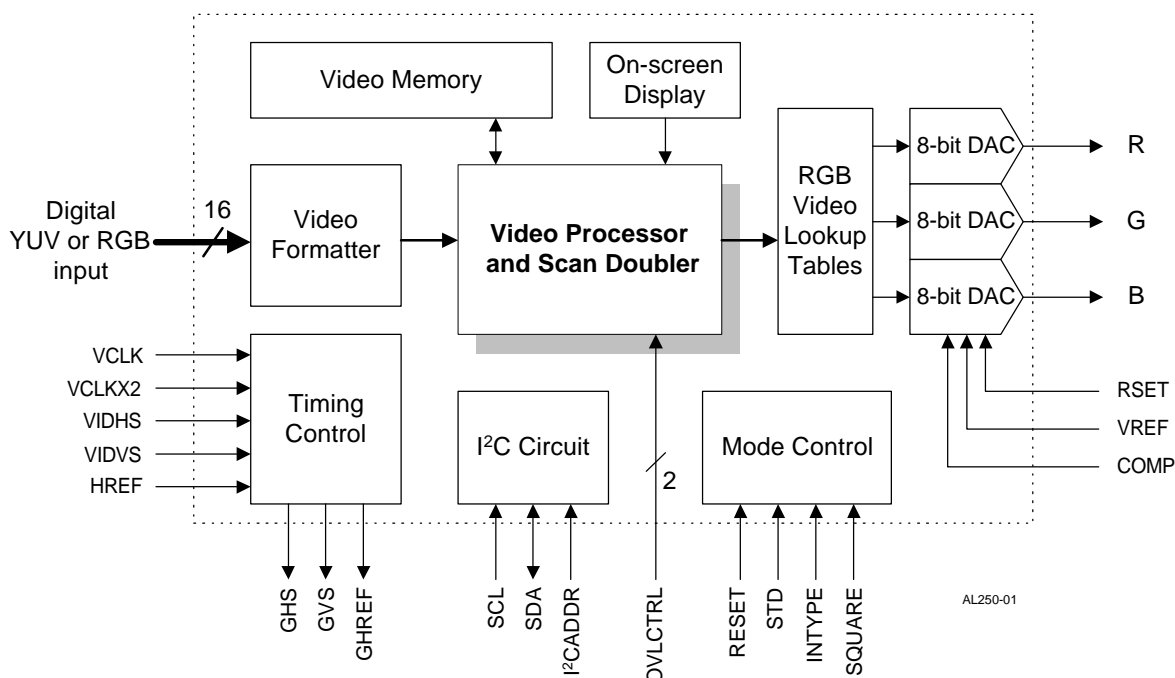 Video Memory
On-screen
Display
Digital
YUV or RGB
input
16
Video
Formatter
Video Processor
and Scan Doubler
RGB
Video
Lookup
Tables
8-bit DAC
8-bit DAC
8-bit DAC
R
G
B
VCLK
VCLKX2
VIDHS
VIDVS
HREF
Timing
Control
I²C Circuit
2
Mode Control
RSET
VREF
COMP
GHS
GVS
GHREF
SCL
SDA
I²CADDR
OVLCTRL
RESET
STD
INTYPE
SQUARE
AL250-01